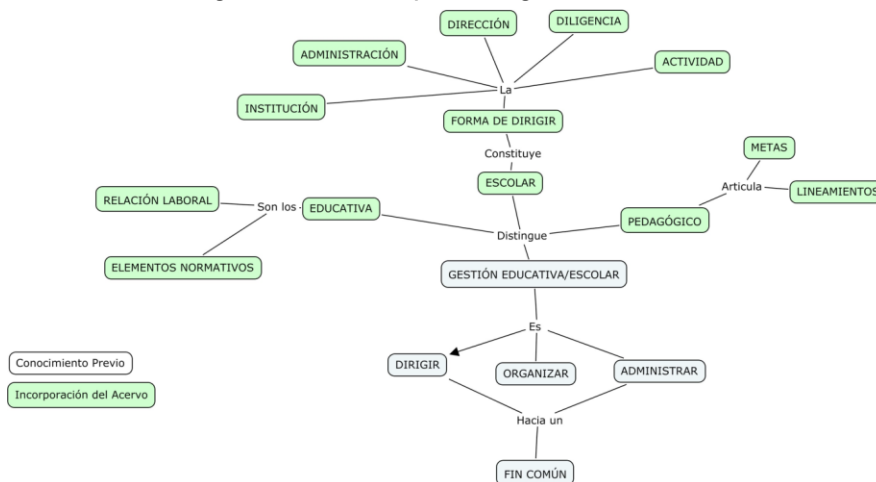 DIRECCIÓN
DILIGENCIA
ADMINISTRACIÓN
ACTIVIDAD
INSTITUCIÓN
La
FORMA DE DIRIGIR
Constituye
METAS
ESCOLAR
Articula
LINEAMIENTOS
RELACIÓN LABORAL
Son los
EDUCATIVA
PEDAGÓGICO
Distingue
ELEMENTOS NORMATIVOS
GESTIÓN EDUCATIVA/ESCOLAR
Es
Conocimiento Previo
DIRIGIR
ORGANIZAR
ADMINISTRAR
Incorporación del Acervo
Hacia un
FIN COMÚN